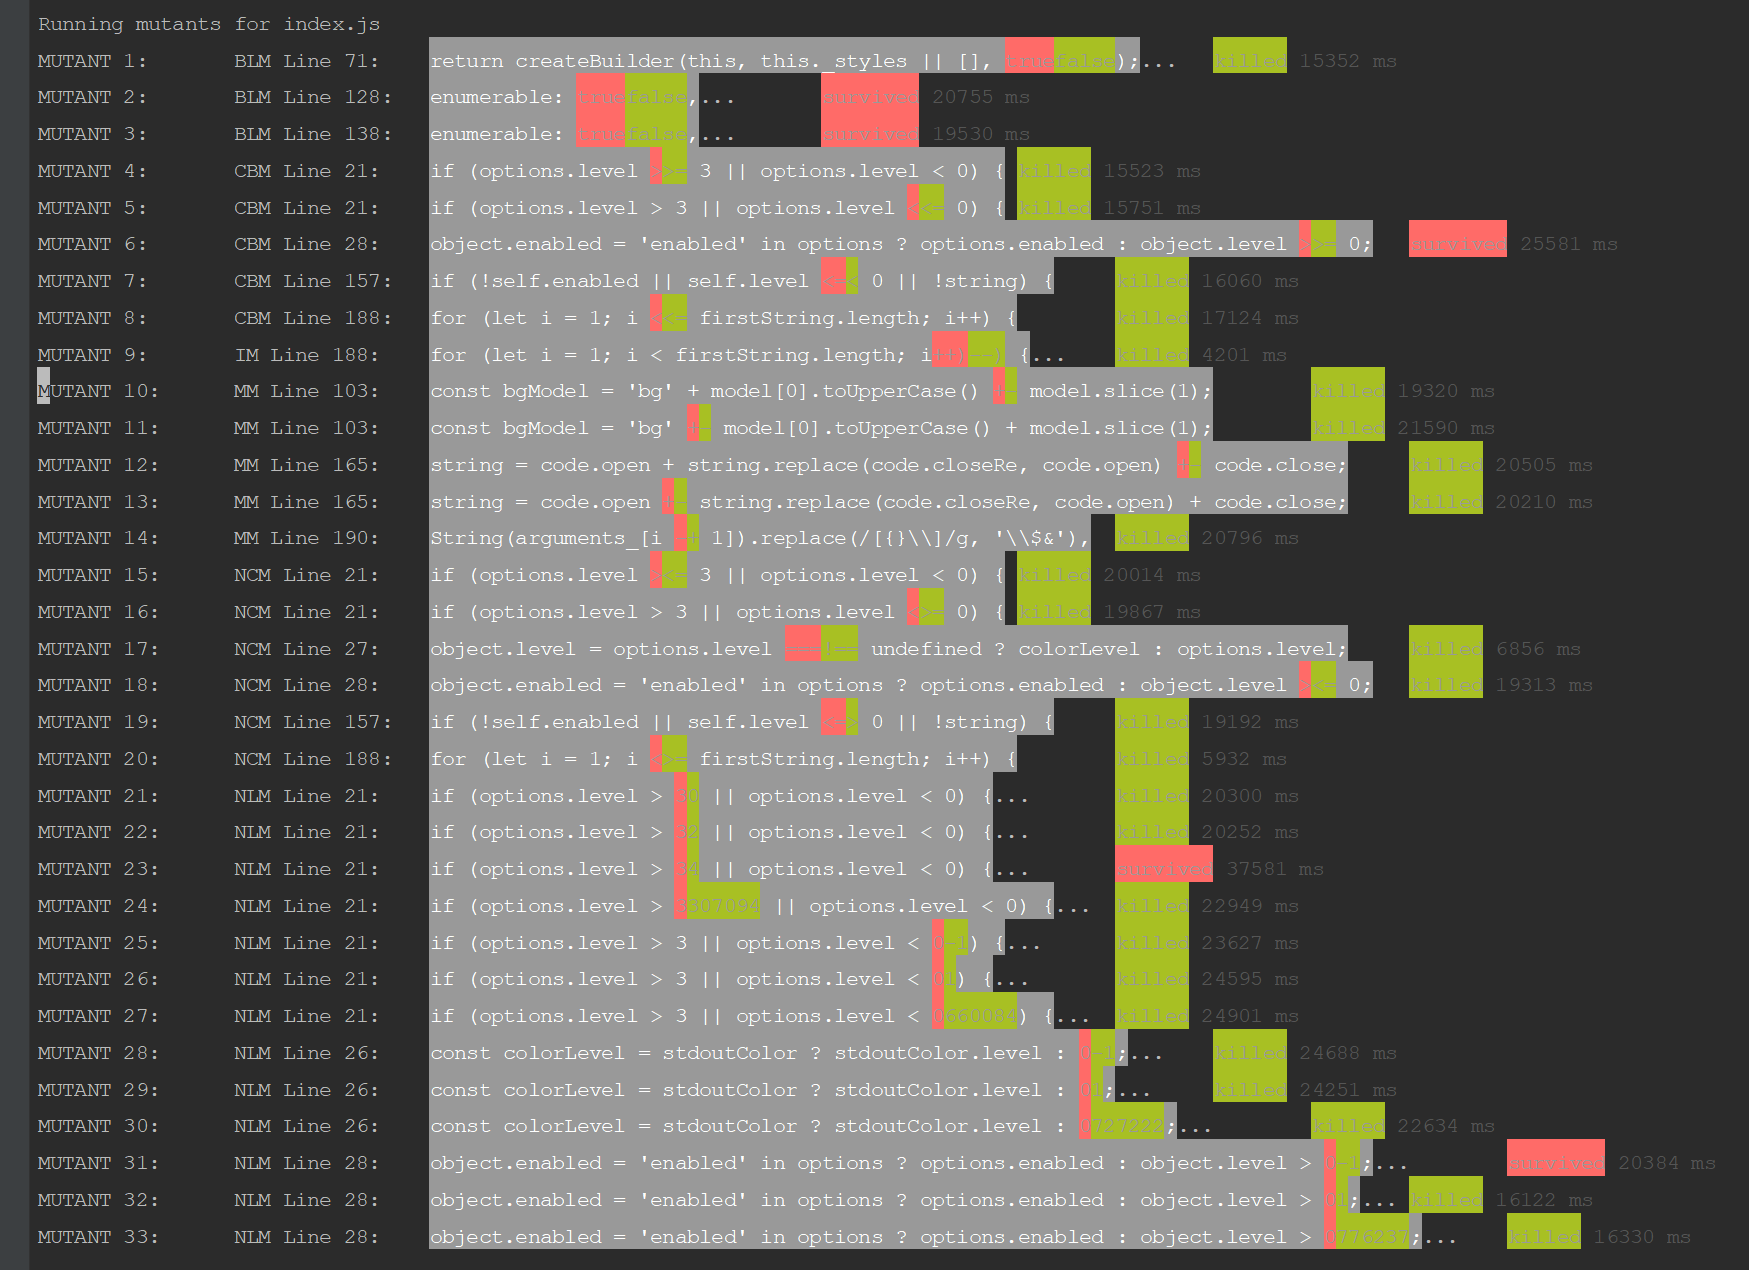 Running mutants for index.js
MUTANT 1: BLM Line 71: return createBuilder(this, this._styles || [], truefalse);... killed 15352 ms
MUTANT 2: BLM Line 128: enumerable: truefalse,... survived 20755 ms
MUTANT 3: BLM Line 138: enumerable: truefalse,... survived 19530 ms
MUTANT 4: CBM Line 21: if (options.level >>= 3 || options.level < 0) { killed 15523 ms
MUTANT 5: CBM Line 21: if (options.level > 3 || options.level <<= 0) { killed 15751 ms
MUTANT 6: CBM Line 28: object.enabled = 'enabled' in options ? options.enabled : object.level >>= 0; survived 25581 ms
MUTANT 7: CBM Line 157: if (!self.enabled || self.level <=< 0 || !string) { killed 16060 ms
MUTANT 8: CBM Line 188: for (let i = 1; i <<= firstString.length; i++) { killed 17124 ms
MUTANT 9: IM Line 188: for (let i = 1; i < firstString.length; i++)--) {... killed 4201 ms
MUTANT 10: MM Line 103: const bgModel = 'bg' + model[0].toUpperCase() +- model.slice(1); killed 19320 ms
MUTANT 11: MM Line 103: const bgModel = 'bg' +- model[0].toUpperCase() + model.slice(1); killed 21590 ms
MUTANT 12: MM Line 165: string = code.open + string.replace(code.closeRe, code.open) +- code.close; killed 20505 ms
MUTANT 13: MM Line 165: string = code.open +- string.replace(code.closeRe, code.open) + code.close; killed 20210 ms
MUTANT 14: MM Line 190: String(arguments_[i -+ 1]).replace(/[{}\\]/g, '\\$&'), killed 20796 ms
MUTANT 15: NCM Line 21: if (options.level ><= 3 || options.level < 0) { killed 20014 ms
MUTANT 16: NCM Line 21: if (options.level > 3 || options.level <>= 0) { killed 19867 ms
MUTANT 17: NCM Line 27: object.level = options.level ===!== undefined ? colorLevel : options.level; killed 6856 ms
MUTANT 18: NCM Line 28: object.enabled = 'enabled' in options ? options.enabled : object.level ><= 0; killed 19313 ms
MUTANT 19: NCM Line 157: if (!self.enabled || self.level <=> 0 || !string) { killed 19192 ms
MUTANT 20: NCM Line 188: for (let i = 1; i <>= firstString.length; i++) { killed 5932 ms
MUTANT 21: NLM Line 21: if (options.level > 30 || options.level < 0) {... killed 20300 ms
MUTANT 22: NLM Line 21: if (options.level > 32 || options.level < 0) {... killed 20252 ms
MUTANT 23: NLM Line 21: if (options.level > 34 || options.level < 0) {... survived 37581 ms
MUTANT 24: NLM Line 21: if (options.level > 3307094 || options.level < 0) {... killed 22949 ms
MUTANT 25: NLM Line 21: if (options.level > 3 || options.level < 0-1) {... killed 23627 ms
MUTANT 26: NLM Line 21: if (options.level > 3 || options.level < 01) {... killed 24595 ms
MUTANT 27: NLM Line 21: if (options.level > 3 || options.level < 0660084) {... killed 24901 ms
MUTANT 28: NLM Line 26: const colorLevel = stdoutColor ? stdoutColor.level : 0-1;... killed 24688 ms
MUTANT 29: NLM Line 26: const colorLevel = stdoutColor ? stdoutColor.level : 01;... killed 24251 ms
MUTANT 30: NLM Line 26: const colorLevel = stdoutColor ? stdoutColor.level : 0727222;... killed 22634 ms
MUTANT 31: NLM Line 28: object.enabled = 'enabled' in options ? options.enabled : object.level > 0-1;... survived 20384 ms
MUTANT 32: NLM Line 28: object.enabled = 'enabled' in options ? options.enabled : object.level > 01;... killed 16122 ms
MUTANT 33: NLM Line 28: object.enabled = 'enabled' in options ? options.enabled : object.level > 0776237;... killed 16330 ms